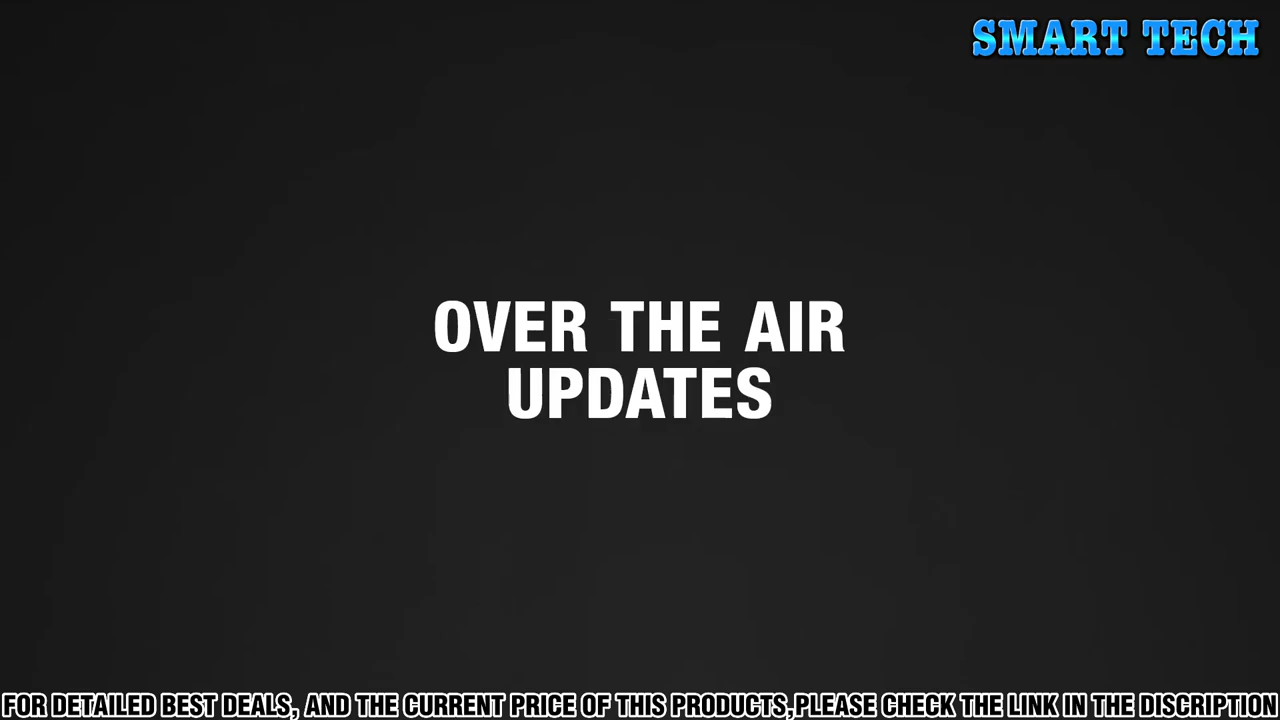 SMART TECH
OVER THE AIR
UPDATES
FOR DETAILED BEST DEALS, AND THE CURRENT PRICE OF THIS PRODUCTS,PLEASE CHECK THE LINK IN THE DISCRIPTION